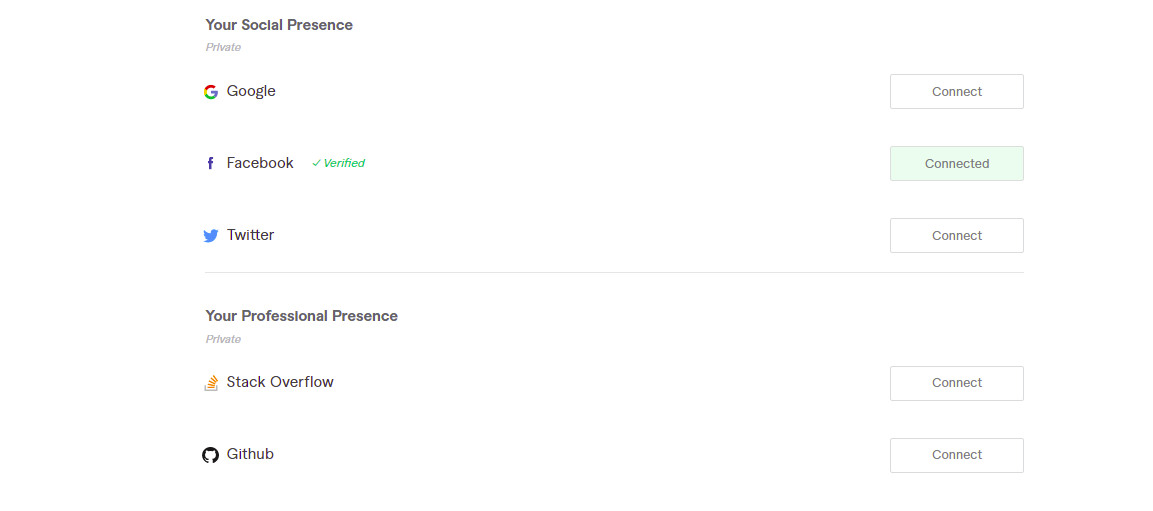 Your Social Presence
Private
Google
Connect
Facebook ✓ Verified
Connected
Twitter
Connect
Your Professional Presence
Private
Stack Overflow
Connect
Github
Connect